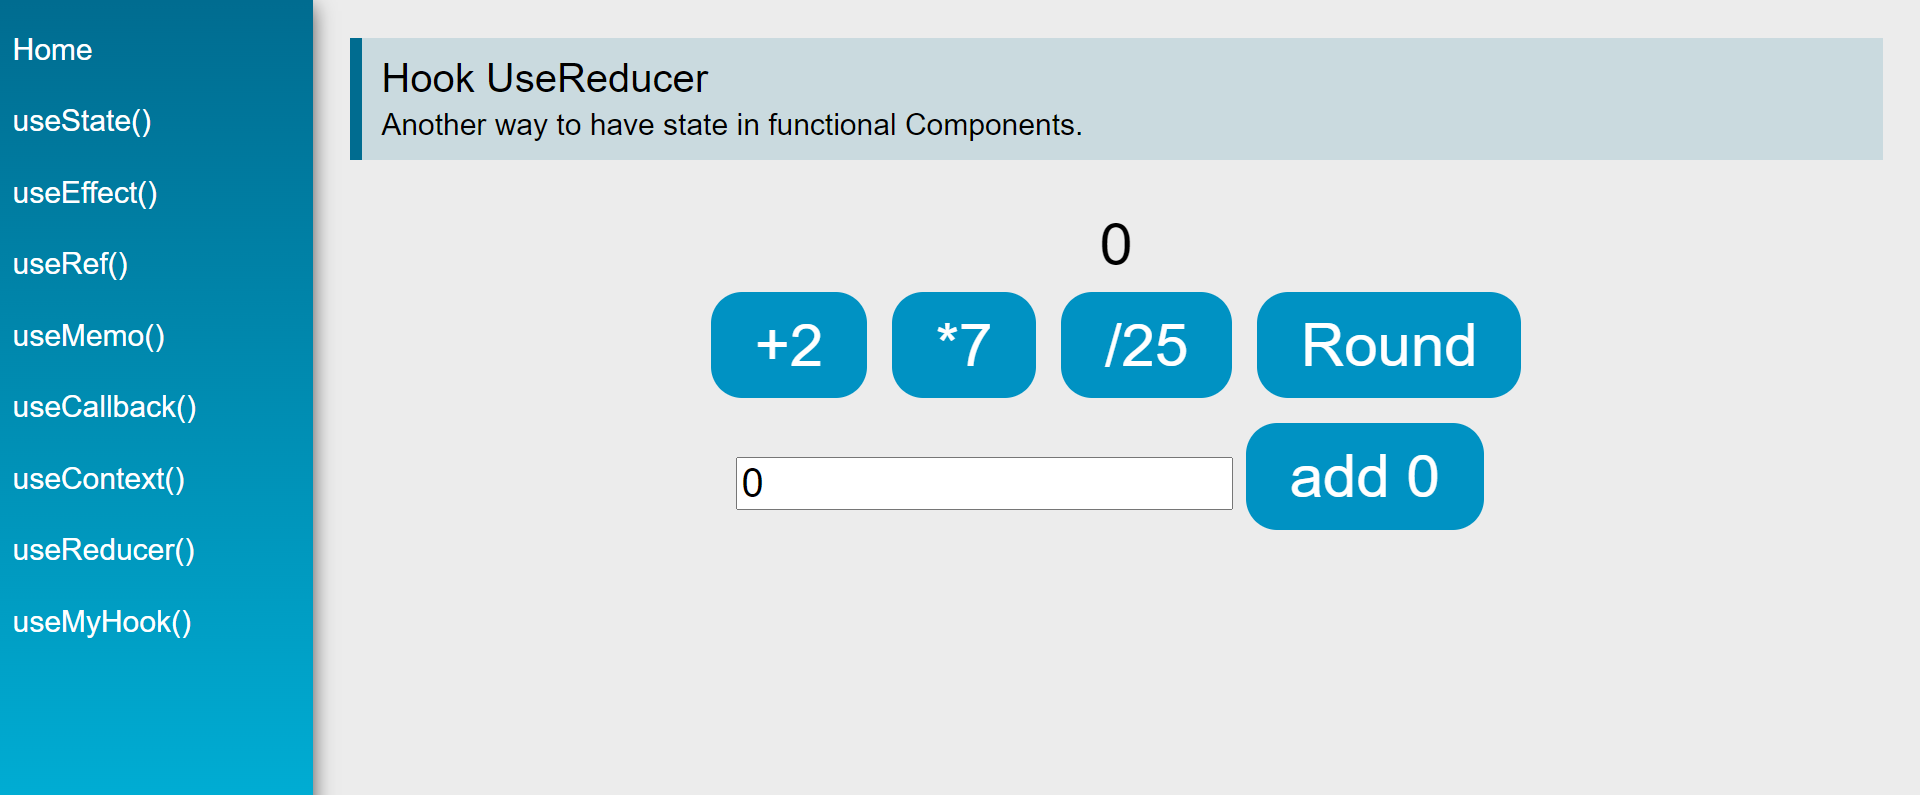 Home
useState()
useEffect()
useRef()
useMemo()
useCallback()
useContext()
useReducer()
useMyHook()
Hook UseReducer
Another way to have state in functional Components.
0
+2 *7 /25 Round
0 add 0